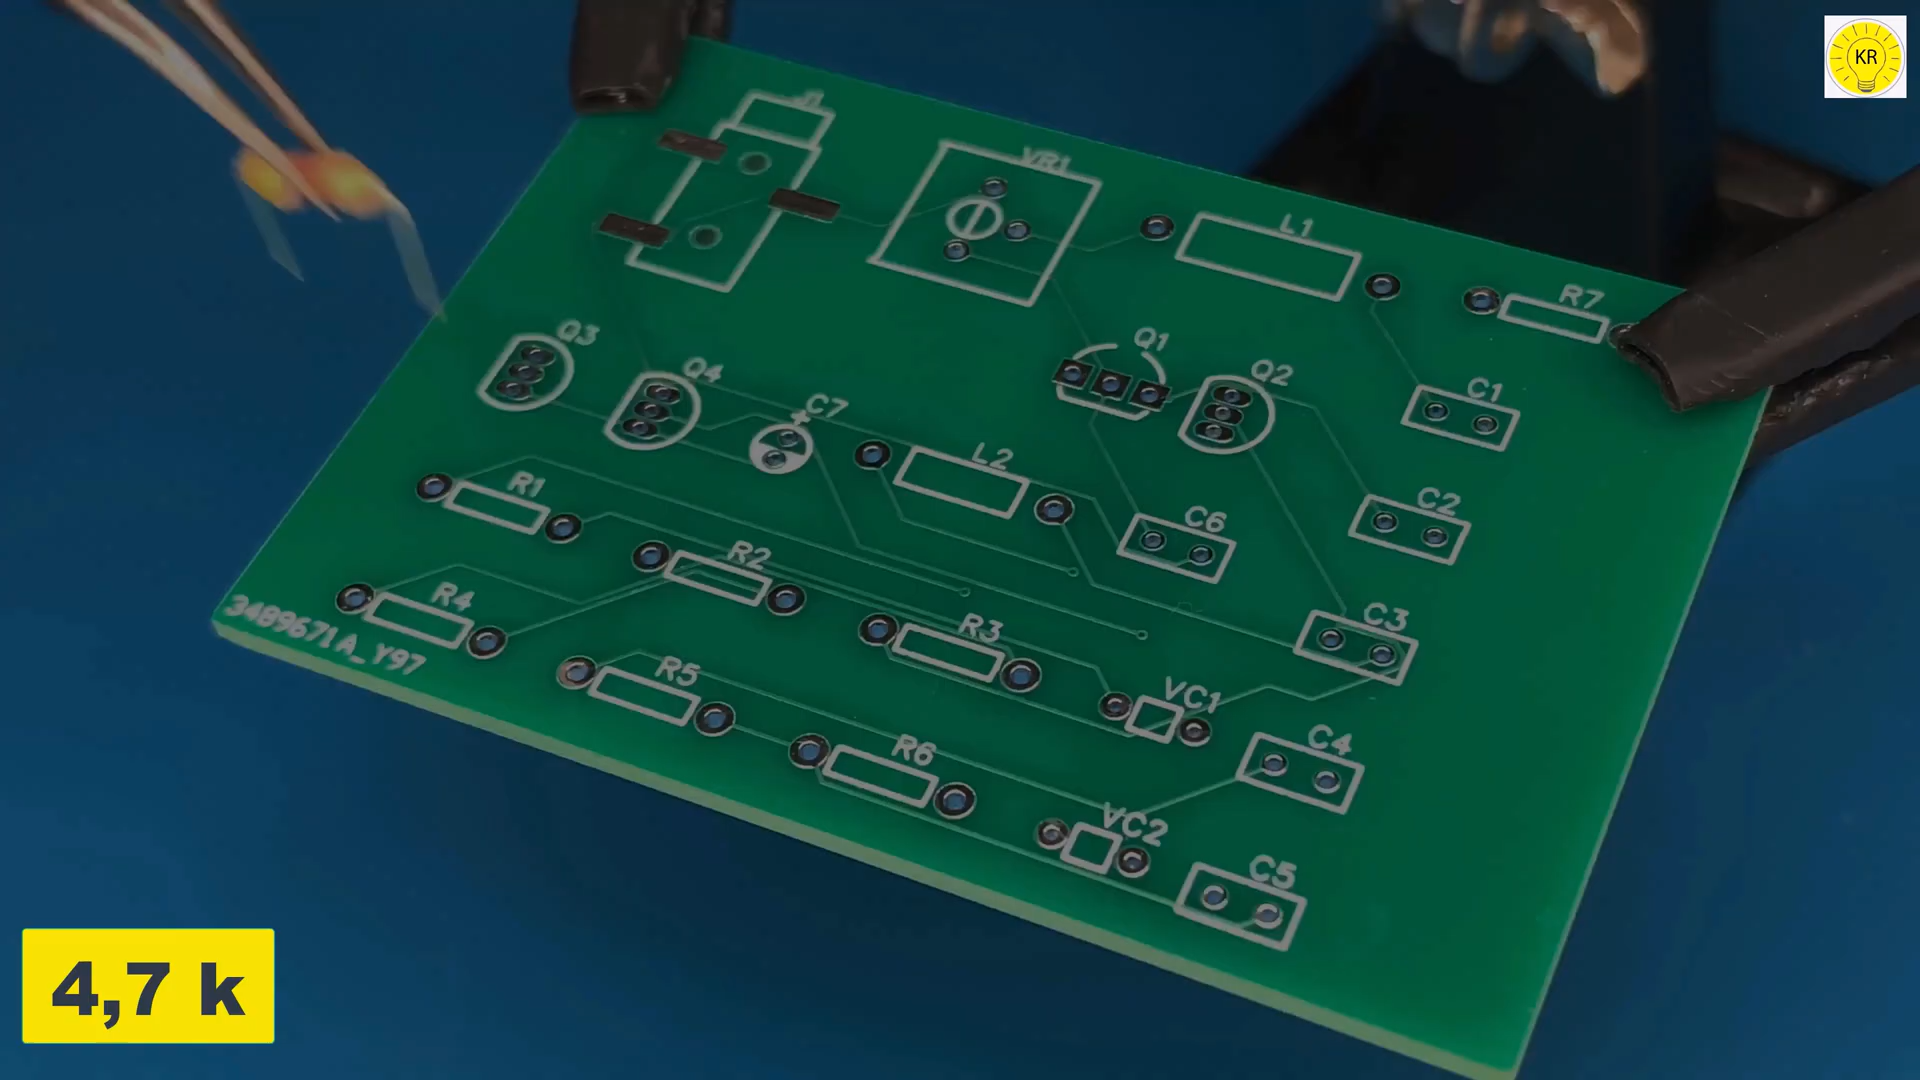 KR
J1
VR1
L1
R7
Q3
Q4
C7
+
Q1
Q2
C1
L2
C2
R1
C6
R2
R4
R3
C3
3489671A_Y97
R5
VC1
R6
C4
VC2
C5
4,7 k